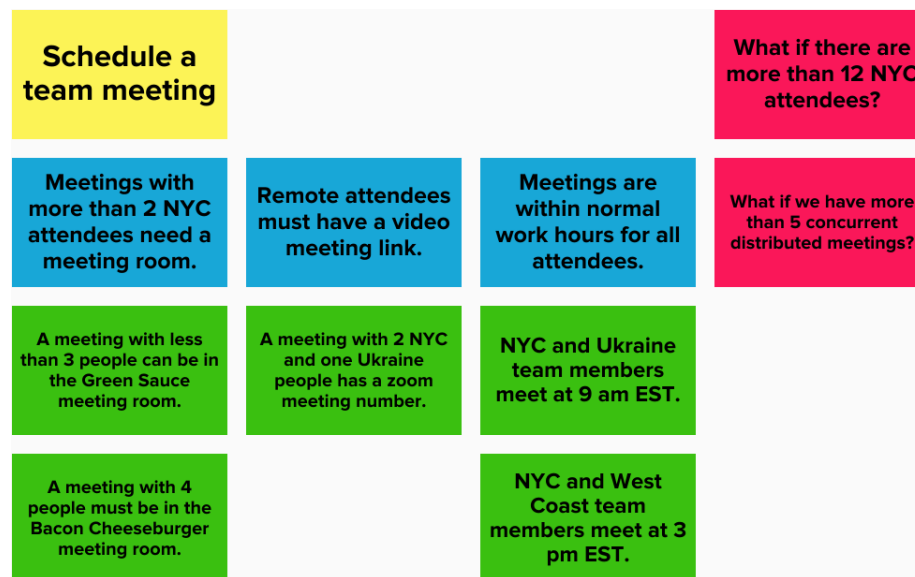 Schedule a
team meeting
What if there are
more than 12 NYC
attendees?
Meetings with
more than 2 NYC
attendees need a
meeting room.
Remote attendees
must have a video
meeting link.
Meetings are
within normal
work hours for all
attendees.
What if we have more
than 5 concurrent
distributed meetings?
A meeting with less
than 3 people can be in
the Green Sauce
meeting room.
A meeting with 2 NYC
and one Ukraine
people has a zoom
meeting number.
NYC and Ukraine
team members
meet at 9 am EST.
A meeting with 4
people must be in the
Bacon Cheeseburger
meeting room.
NYC and West
Coast team
members meet at 3
pm EST.